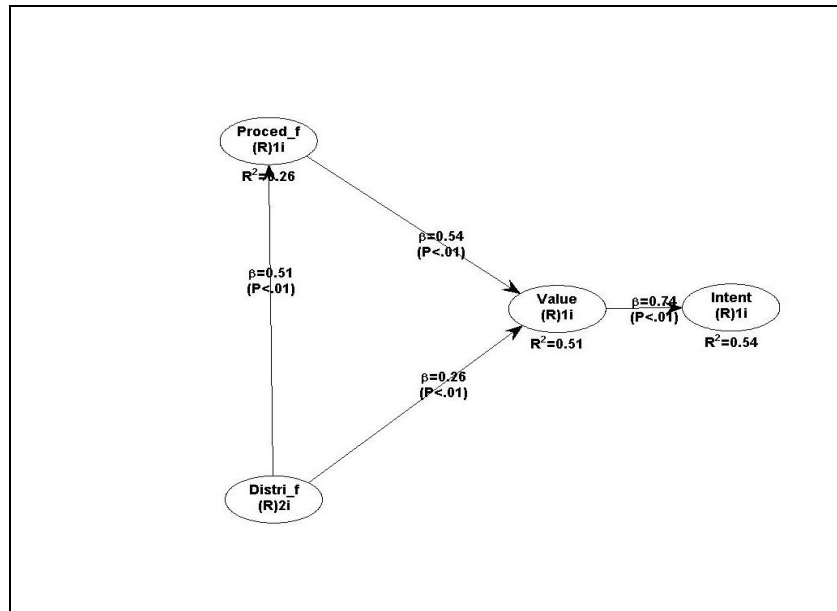 Proced_f
(R)1i
R²=0.26
β=0.54
(P<.01)
β=0.51
(P<.01)
Value
(R)1i
R²=0.51
β=0.74
(P<.01)
Intent
(R)1i
R²=0.54
β=0.26
(P<.01)
Distri_f
(R)2i